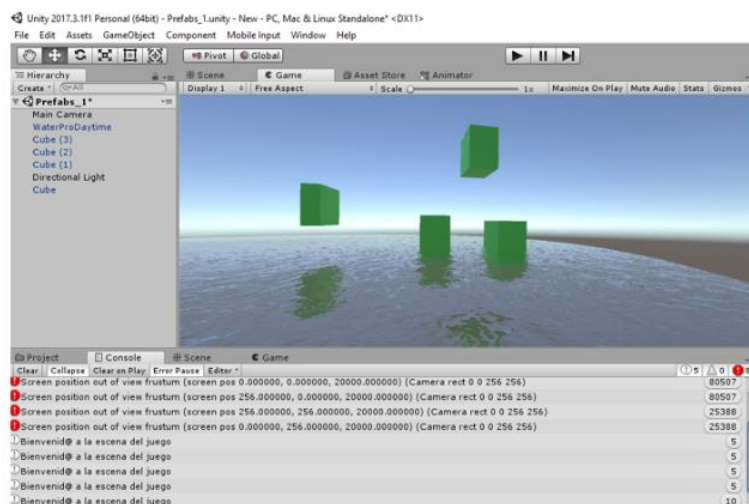 Unity 2017.3.1f1 Personal (64bit) - Prefabs_1.unity - New - PC, Mac & Linux Standalone* <DX11>
File Edit Assets GameObject Component Mobile Input Window Help
Pivot Global
Hierarchy Scene Game Asset Store Animator
Create All Display 1 Free Aspect Scale 1x Maximize On Play Mute Audio Stats Gizmos
Prefabs_1*
Main Camera
WaterProDaytime
Cube (3)
Cube (2)
Cube (1)
Directional Light
Cube
Project Console Scene Game
Clear Collapse Clear on Play Error Pause Editor 5 0
Screen position out of view frustum (screen pos 0.000000, 0.000000, 20000.000000) (Camera rect 0 0 256 256) 80507
Screen position out of view frustum (screen pos 256.000000, 0.000000, 20000.000000) (Camera rect 0 0 256 256) 80507
Screen position out of view frustum (screen pos 256.000000, 256.000000, 20000.000000) (Camera rect 0 0 256 256) 25388
Screen position out of view frustum (screen pos 0.000000, 256.000000, 20000.000000) (Camera rect 0 0 256 256) 25388
Bienvenid@ a la escena del juego 5
Bienvenid@ a la escena del juego 5
Bienvenid@ a la escena del juego 5
Bienvenid@ a la escena del juego 10